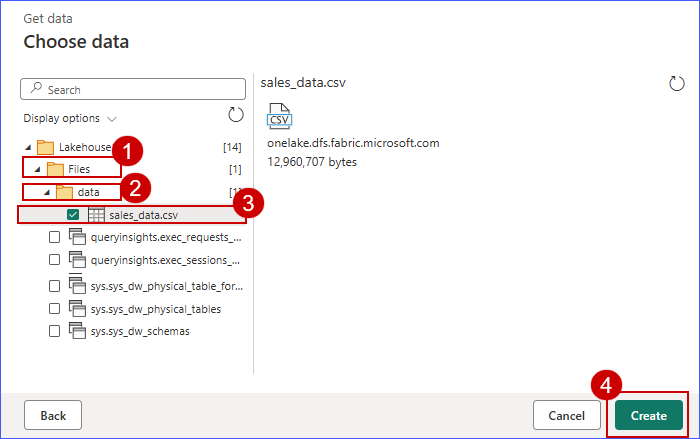 Get data
Choose data
Search
Display options
Lakehouse [14]
1
Files [1]
2
data [1]
3
sales_data.csv
queryinsights.exec_requests_...
queryinsights.exec_sessions_...
sys.sys_dw_physical_table_for...
sys.sys_dw_physical_tables
sys.sys_dw_schemas
sales_data.csv
CSV
onelake.dfs.fabric.microsoft.com
12,960,707 bytes
4
Back
Cancel
Create